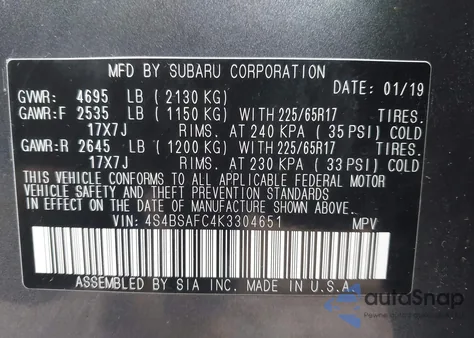 MFD BY SUBARU CORPORATION
GVWR: 4695 LB (2130 KG) DATE: 01/19
GAWR:F 2535 LB (1150 KG) WITH 225/65R17 TIRES.
17X7J RIMS. AT 240 KPA (35 PSI) COLD
GAWR:R 2645 LB (1200 KG) WITH 225/65R17 TIRES.
17X7J RIMS. AT 230 KPA (33 PSI) COLD
THIS VEHICLE CONFORMS TO ALL APPLICABLE FEDERAL MOTOR
VEHICLE SAFETY AND THEFT PREVENTION STANDARDS
IN EFFECT ON THE DATE OF MANUFACTURE SHOWN ABOVE.
VIN: 4S4BSAFC4K3304651 MPV
ASSEMBLED BY SIA INC. MADE IN U.S.A.
autoSnap